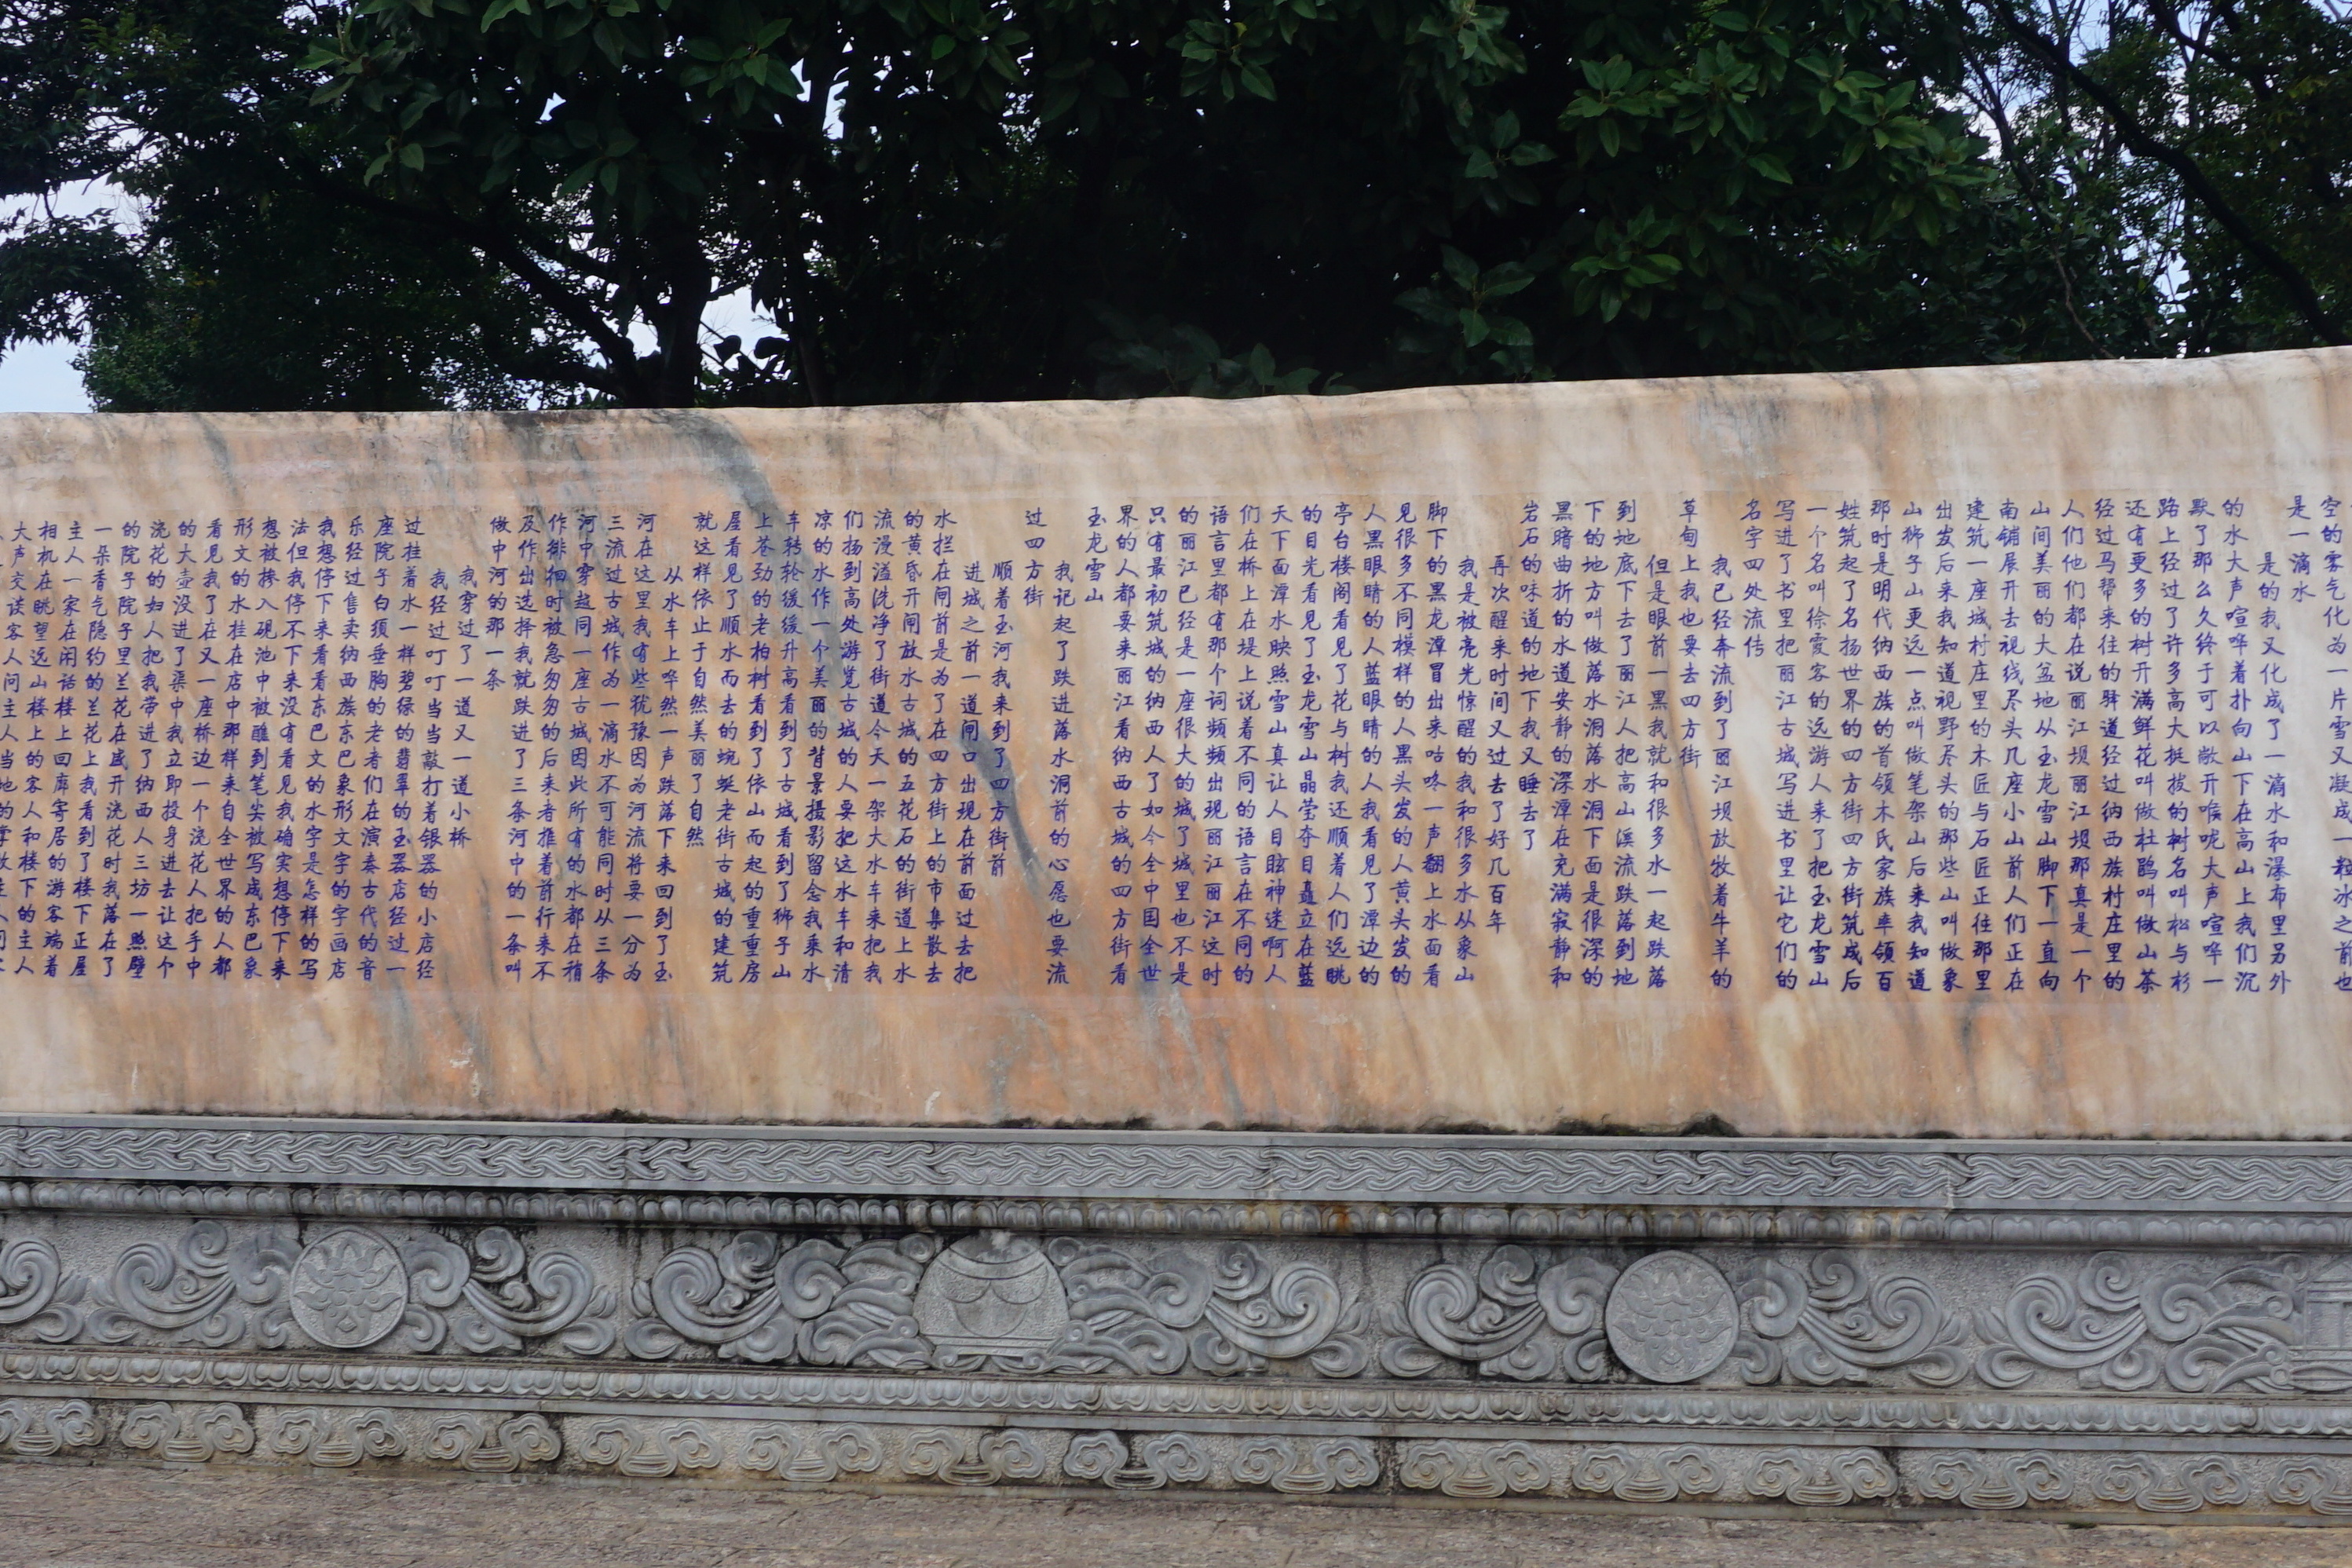 空的雾气化为一片雪又凝成一粒冰之前也
是一滴水
是的我又化成了一滴水和瀑布里另外
的水大声喧哗着扑向山下在高山上我们沉
默了那么久终于可以敞开喉咙大声喧哗一
路上经过了许多高大挺拔的树名叫松与杉
还有更多的树开满鲜花叫做杜鹃叫做山茶
经过马帮来往的驿道经过纳西族村庄里的
人们他们都在说丽江坝丽江坝那真是一个
山间美丽的大盆地从玉龙雪山脚下一直向
南铺展开去视线尽头几座小山前人们正在
建筑一座城村庄里的木匠与石匠正往那里
出发后来我知道视野尽头的那些山叫做象
山狮子山更远一点叫做笔架山后来我知道
那时是明代纳西族的首领木氏家族率领百
姓筑起了名扬世界的四方街四方街筑成后
一个名叫徐霞客的远游人来了把玉龙雪山
写进了书里把丽江古城写进书里让它们的
名字四处流传
我已经奔流到了丽江坝放牧着牛羊的
草甸上我也要去四方街
但是眼前一黑我就和很多水一起跌落
到地底下去了丽江人把高山溪流跌落到地
下的地方叫做落水洞落水洞下面是很深的
黑暗曲折的水道安静的深潭在充满寂静和
岩石的味道的地下我又睡去了
再次醒来时间又过去了好几百年
我是被亮光惊醒的我和很多水从象山
脚下的黑龙潭冒出来咕咚一声翻上水面看
见很多不同模样的人黑头发的人黄头发的
人黑眼睛的人蓝眼睛的人我看见了潭边的
亭台楼阁看见了花与树我还顺着人们远眺
的目光看见了玉龙雪山晶莹夺目矗立在蓝
天下面潭水映照雪山真让人目眩神迷啊人
们在桥上在堤上说着不同的语言在不同的
语言里都有那个词频频出现丽江丽江这时
的丽江已经是一座很大的城了城里也不是
只有最初筑城的纳西人了如今全中国全世
界的人都要来丽江看纳西古城的四方街看
玉龙雪山
我记起了跌进落水洞前的心愿也要流
过四方街
顺着玉河我来到了四方街前
进城之前一道闸口出现在前面过去把
水拦在闸前是为了在四方街上的市集散去
的黄昏开闸放水古城的五花石的街道上水
流漫溢洗净了街道今天一架大水车来把我
们扬到高处游览古城的人要把这水车和清
凉的水作一个美丽的背景摄影留念我乘水
车转轮缓缓升高看到了古城看到了狮子山
上苍劲的老柏树看到了依山而起的重重房
屋看见了顺水而去的蜿蜒老街古城的建筑
就这样依止于自然美丽了自然
从水车上哗然一声跌落下来回到了玉
河在这里我有些犹豫因为河流将要一分为
三流过古城作为一滴水不可能同时从三条
河中穿越同一座古城因此所有的水都在稍
作徘徊时被急匆匆的后来者推着前行来不
及作出选择我就跌进了三条河中的一条叫
做中河的那一条
我穿过了一道又一道小桥
我经过叮叮当当敲打着银器的小店经
过挂着水一样碧绿的翡翠的玉器店经过一
座院子白须垂胸的老者们在演奏古代的音
乐经过售卖纳西族东巴象形文字的字画店
我想停下来看看东巴文的水字是怎样的写
法但我停不下来没有看见我确实想停下来
想被掺入砚池中被蘸到笔尖被写成东巴象
形文的水挂在店中那样来自全世界的人都
看见我了在又一座桥边一个浇花人把手中
的大壶没进了渠中我立即投身进去让这个
浇花的妇人把我带进了纳西人三坊一照壁
的院子院子里兰花在盛开浇花时我落在了
一朵香气隐约的兰花上我看到了楼下正屋
主人一家在闲话楼上回廊寄居的游客端着
相机在眺望远山楼上的客人和楼下的主人
大声交谈客人问主人当地的掌故